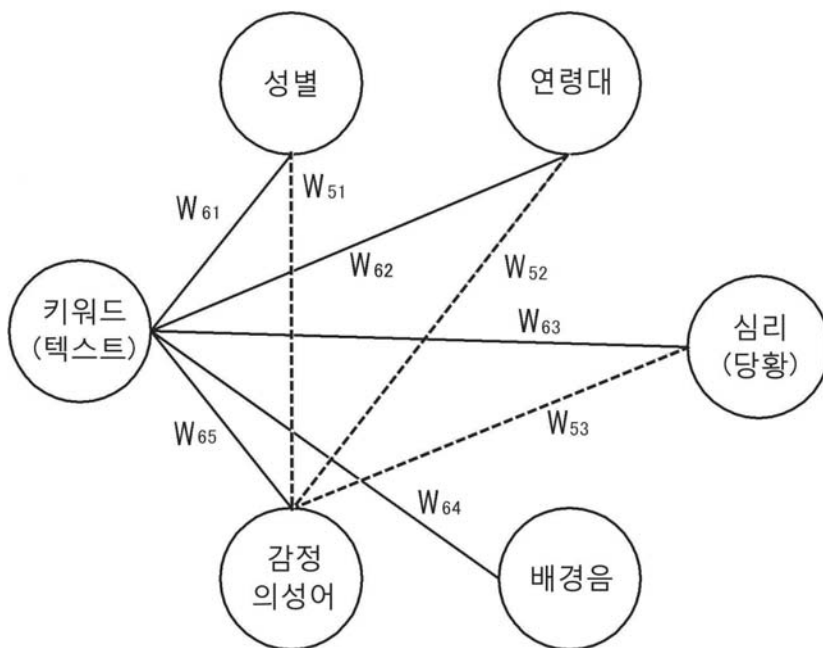 성별
연령대
W51
W61
W62
W52
키워드
(텍스트)
W63
심리
(당황)
W53
W65
W64
감정
의성어
배경음